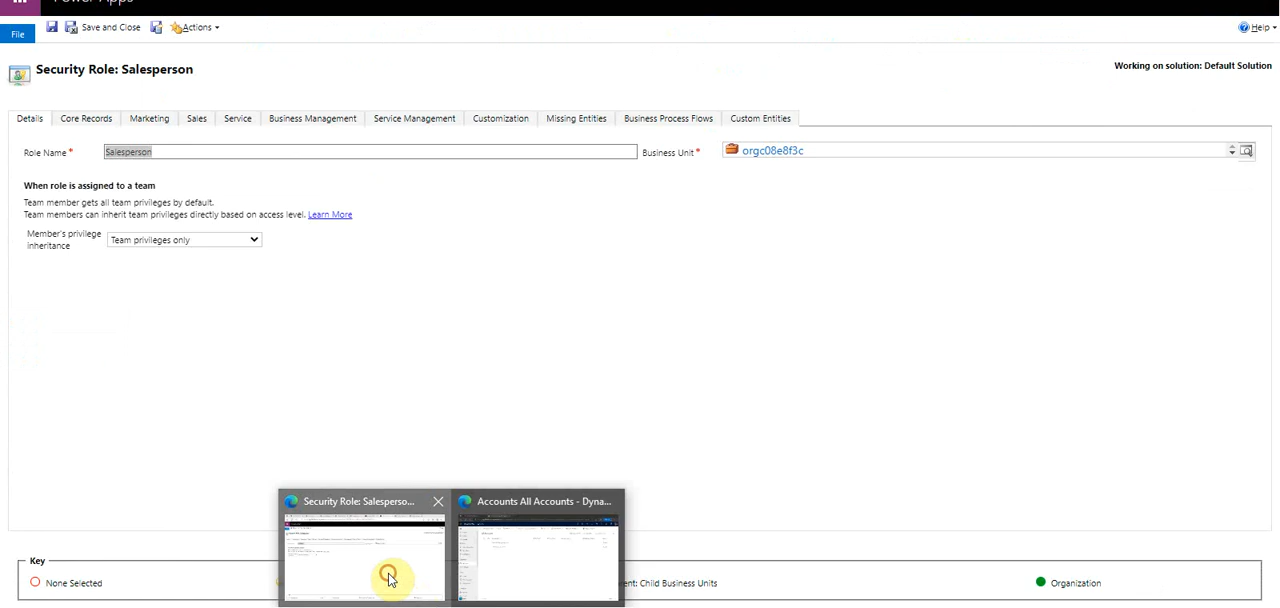 Power Apps
File Save and Close Actions Help
Security Role: Salesperson
Working on solution: Default Solution
Details Core Records Marketing Sales Service Business Management Service Management Customization Missing Entities Business Process Flows Custom Entities
Role Name * Salesperson Business Unit * orgc08e8f3c
When role is assigned to a team
Team member gets all team privileges by default.
Team members can inherit team privileges directly based on access level. Learn More
Member's privilege
inheritance
Team privileges only
Security Role: Salesperso... Accounts All Accounts - Dyna...
Key
None Selected
Child Business Units
Organization